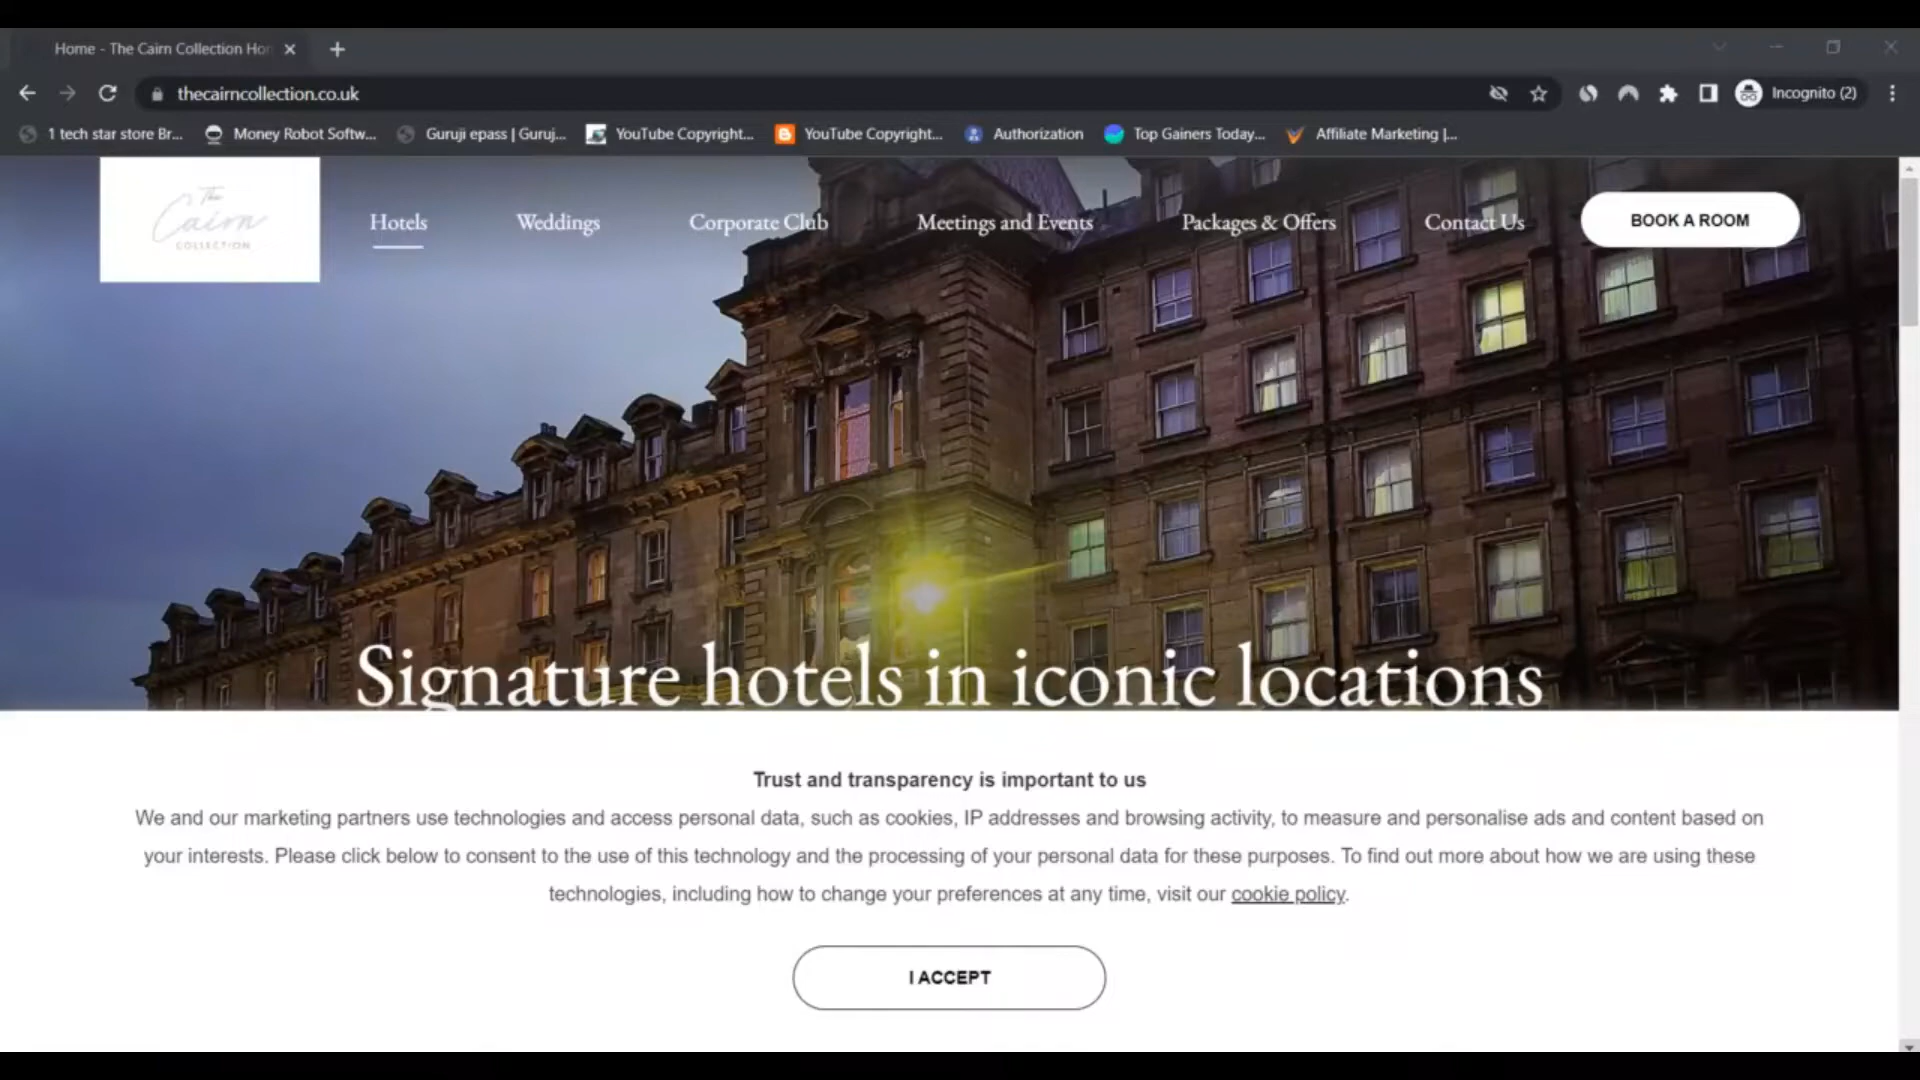 Home - The Cairn Collection Hor
thecairncollection.co.uk
Incognito (2)
1 tech star store Br...
Money Robot Softw...
Guruji epass | Guruj...
YouTube Copyright...
YouTube Copyright...
Authorization
Top Gainers Today...
Affiliate Marketing |...
The
Cairn
COLLECTION
Hotels
Weddings
Corporate Club
Meetings and Events
Packages & Offers
Contact Us
BOOK A ROOM
Signature hotels in iconic locations
Trust and transparency is important to us
We and our marketing partners use technologies and access personal data, such as cookies, IP addresses and browsing activity, to measure and personalise ads and content based on
your interests. Please click below to consent to the use of this technology and the processing of your personal data for these purposes. To find out more about how we are using these
technologies, including how to change your preferences at any time, visit our cookie policy.
I ACCEPT